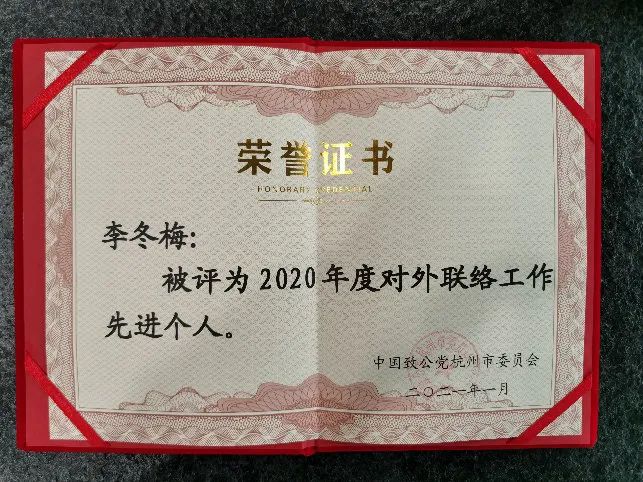 荣誉证书
HONORARY CREDENTIAL
李冬梅:
被评为2020年度对外联络工作
先进个人。
中国致公党杭州市委员会
二〇二一年一月